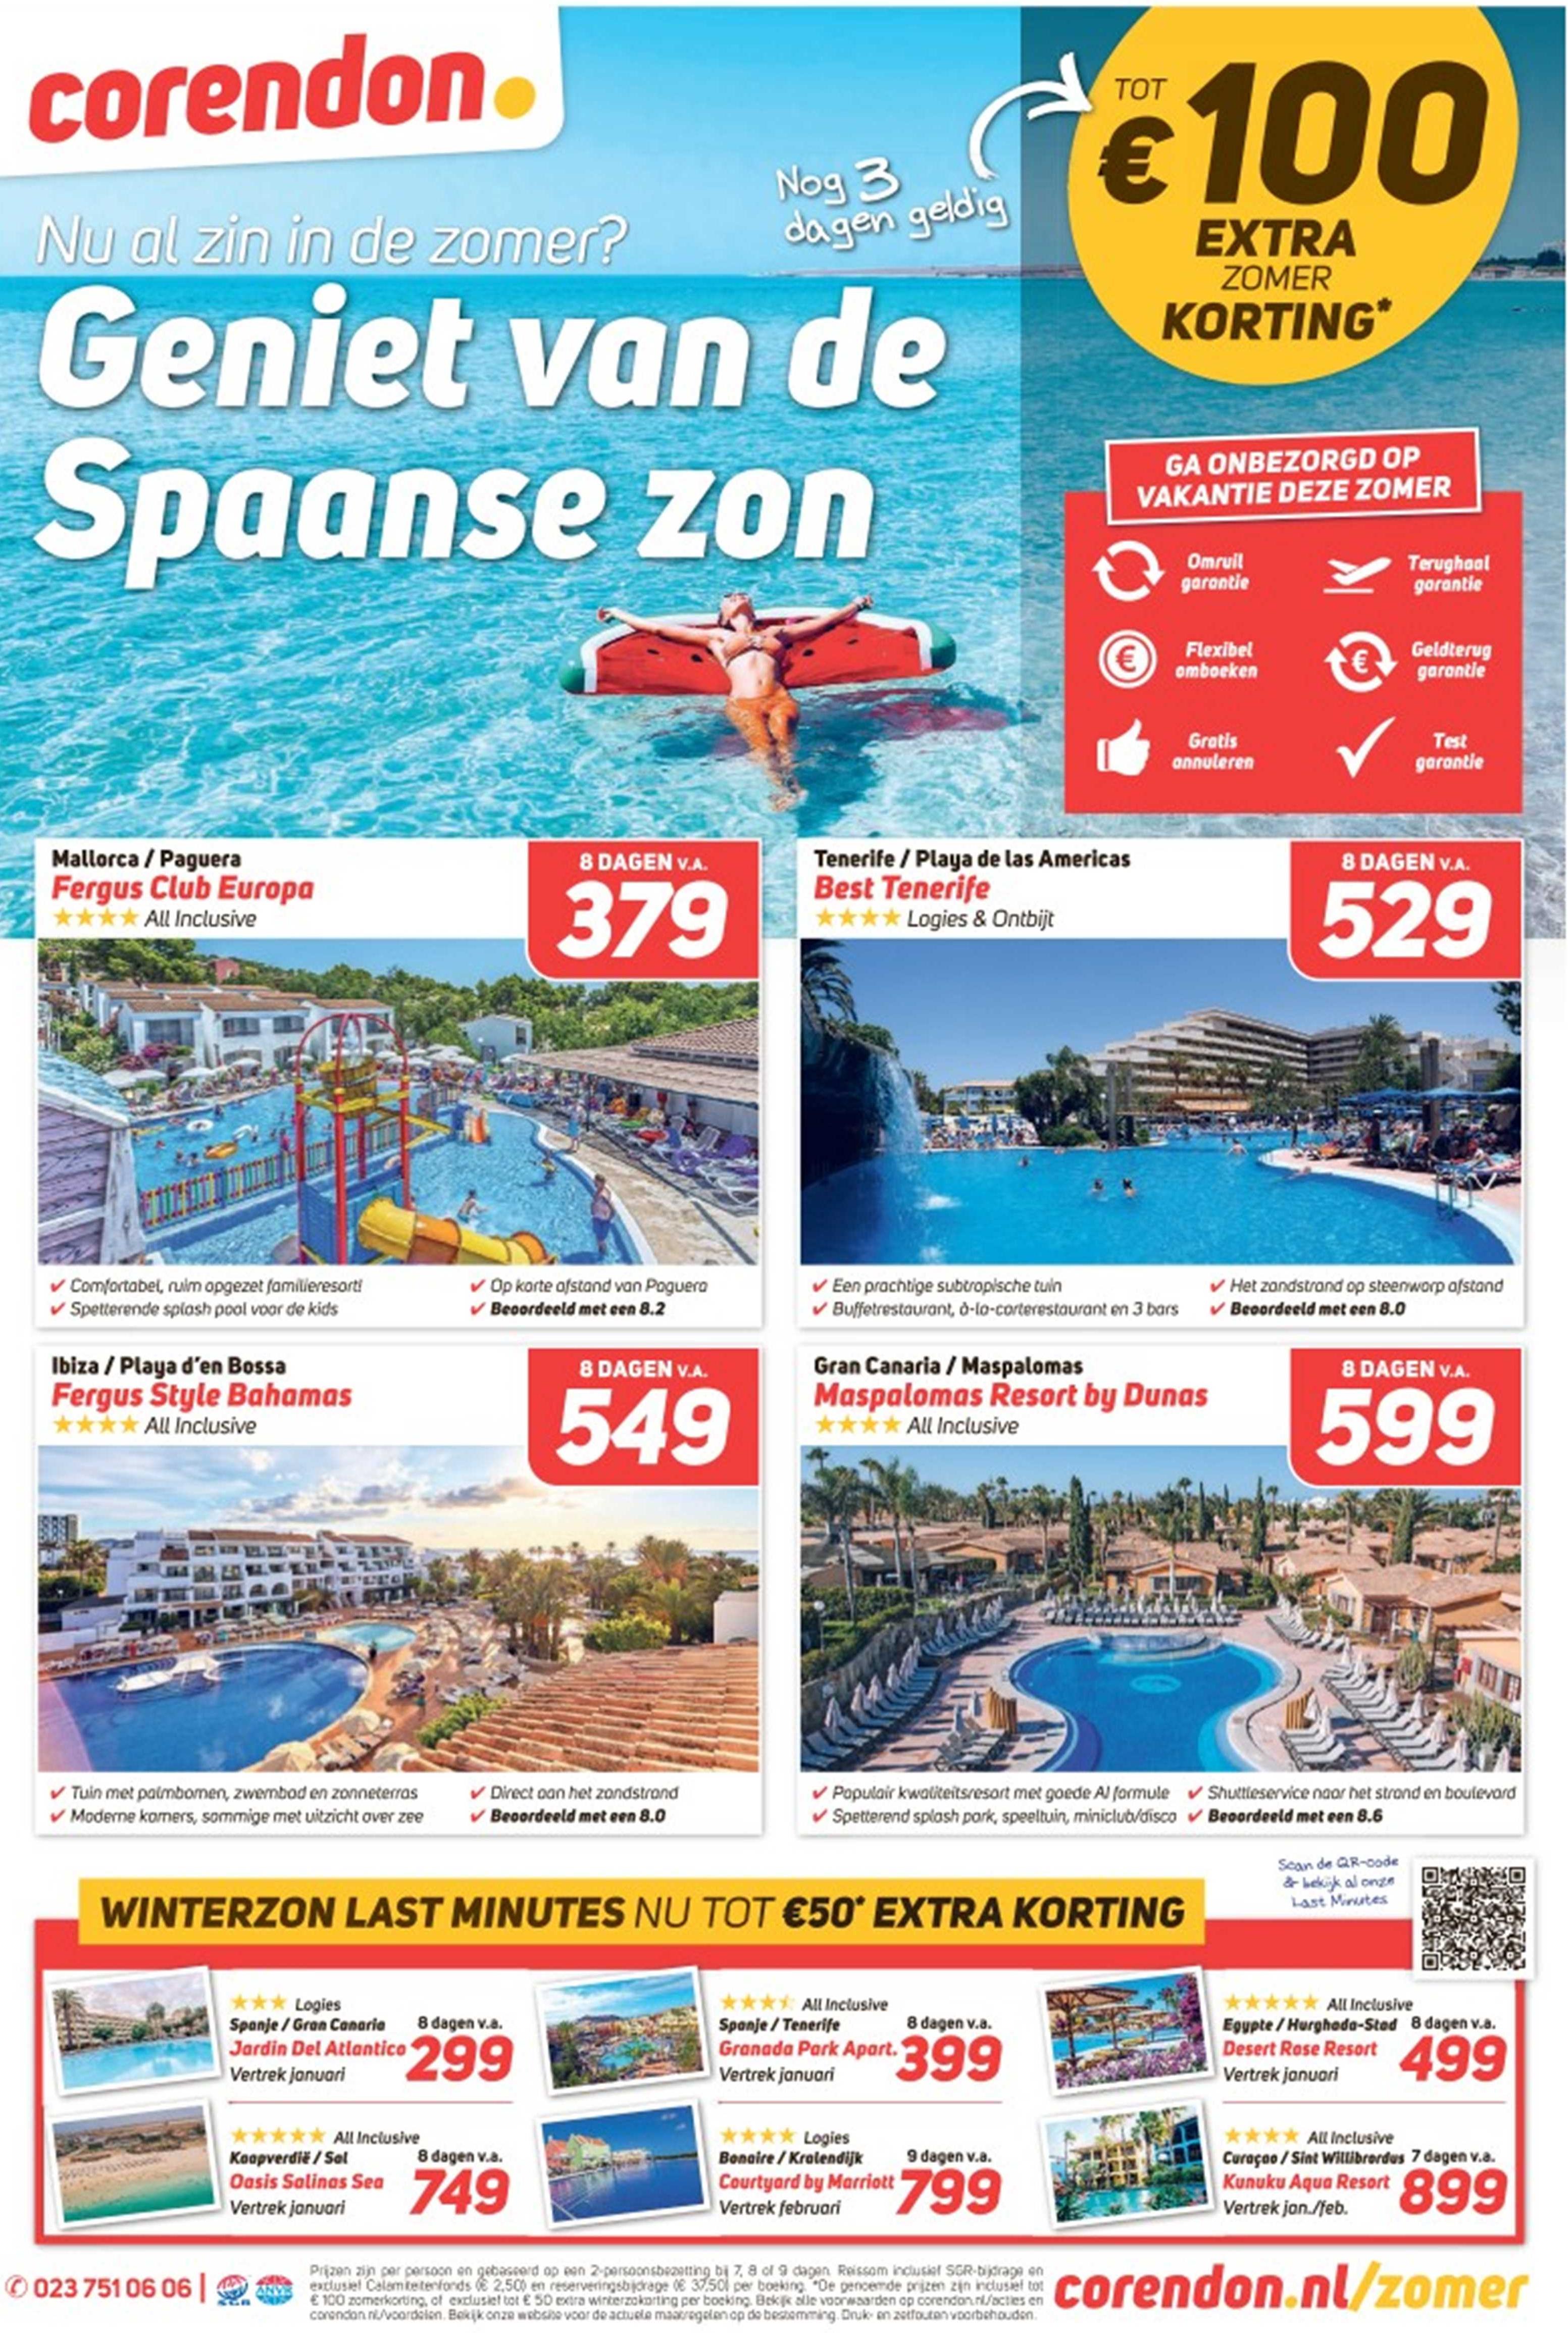 corendon.
Nu al zin in de zomer?
Geniet van de
Spaanse zon
Nog 3
dagen geldig
TOT
€100
EXTRA
ZOMER
KORTING*
GA ONBEZORGD OP
VAKANTIE DEZE ZOMER
Omruil
garantie
Terughaal
garantie
Flexibel
omboeken
Geldterug
garantie
Gratis
annuleren
Test
garantie
Mallorca / Paguera
Fergus Club Europa
All Inclusive
8 DAGEN V.A.
379
✔ Comfortabel, ruim opgezet familieresort!
✔ Spetterende splash pool voor de kids
✔ Op korte afstand van Paguera
✔ Beoordeeld met een 8.2
Tenerife / Playa de las Americas
Best Tenerife
Logies & Ontbijt
8 DAGEN V.A.
529
✔ Een prachtige subtropische tuin
✔ Buffetrestaurant, à-la-carterestaurant en 3 bars
✔ Het zandstrand op steenworp afstand
✔ Beoordeeld met een 8.0
Ibiza / Playa d'en Bossa
Fergus Style Bahamas
All Inclusive
8 DAGEN V.A.
549
✔ Tuin met palmbomen, zwembad en zonneterras
✔ Moderne kamers, sommige met uitzicht over zee
✔ Direct aan het zandstrand
✔ Beoordeeld met een 8.0
Gran Canaria / Maspalomas
Maspalomas Resort by Dunas
All Inclusive
8 DAGEN V.A.
599
✔ Populair kwaliteitsresort met goede AI formule
✔ Spetterend splash park, speeltuin, miniclub/disco
✔ Shuttleservice naar het strand en boulevard
✔ Beoordeeld met een 8.6
WINTERZON LAST MINUTES NU TOT €50* EXTRA KORTING
Scan de QR-code
& bekijk al onze
Last Minutes
Logies
Spanje / Gran Canaria
Jardin Del Atlantico
Vertrek januari
8 dagen v.a.
299
All Inclusive
Spanje / Tenerife
Granada Park Apart.
Vertrek januari
8 dagen v.a.
399
All Inclusive
Egypte / Hurghada-Stad
Desert Rose Resort
Vertrek januari
8 dagen v.a.
499
All Inclusive
Kaapverdië / Sal
Oasis Salinas Sea
Vertrek januari
8 dagen v.a.
749
Logies
Bonaire / Kralendijk
Courtyard by Marriott
Vertrek februari
9 dagen v.a.
799
All Inclusive
Curaçao / Sint Willibrordus
Kunuku Aqua Resort
Vertrek jan./feb.
7 dagen v.a.
899
023 751 06 06
SGR
ANVR
Prijzen zijn per persoon en gebaseerd op een 2-persoonsbezetting bij 7, 8 of 9 dagen. Reissom inclusief SGR-bijdrage en
exclusief Calamiteitenfonds (€ 2,50) en reserveringsbijdrage (€ 37,50) per boeking. *De genoemde prijzen zijn inclusief tot
€ 100 zomerkorting, of exclusief tot € 50 extra winterzokorting per boeking. Bekijk alle voorwaarden op corendon.nl/acties en
corendon.nl/voordelen. Bekijk onze website voor de actuele maatregelen op de bestemming. Druk- en zetfouten voorbehouden.
corendon.nl/zomer